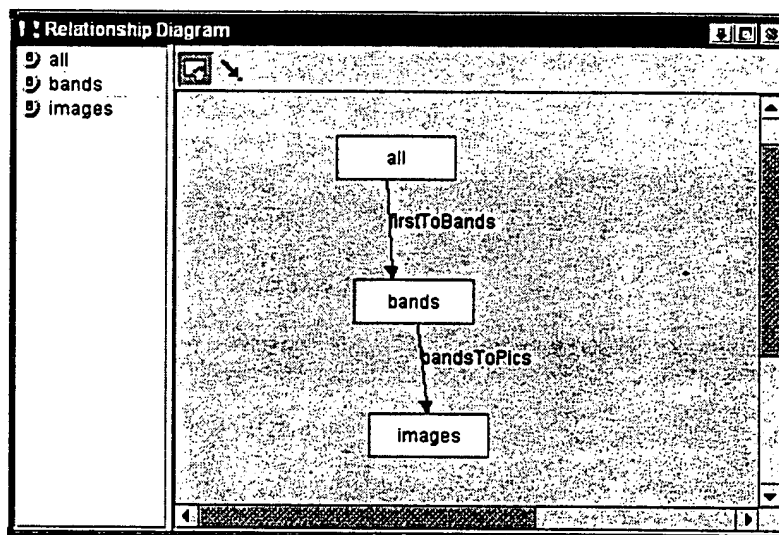 Relationship Diagram
all
bands
images
all
firstToBands
bands
bandsToPics
images